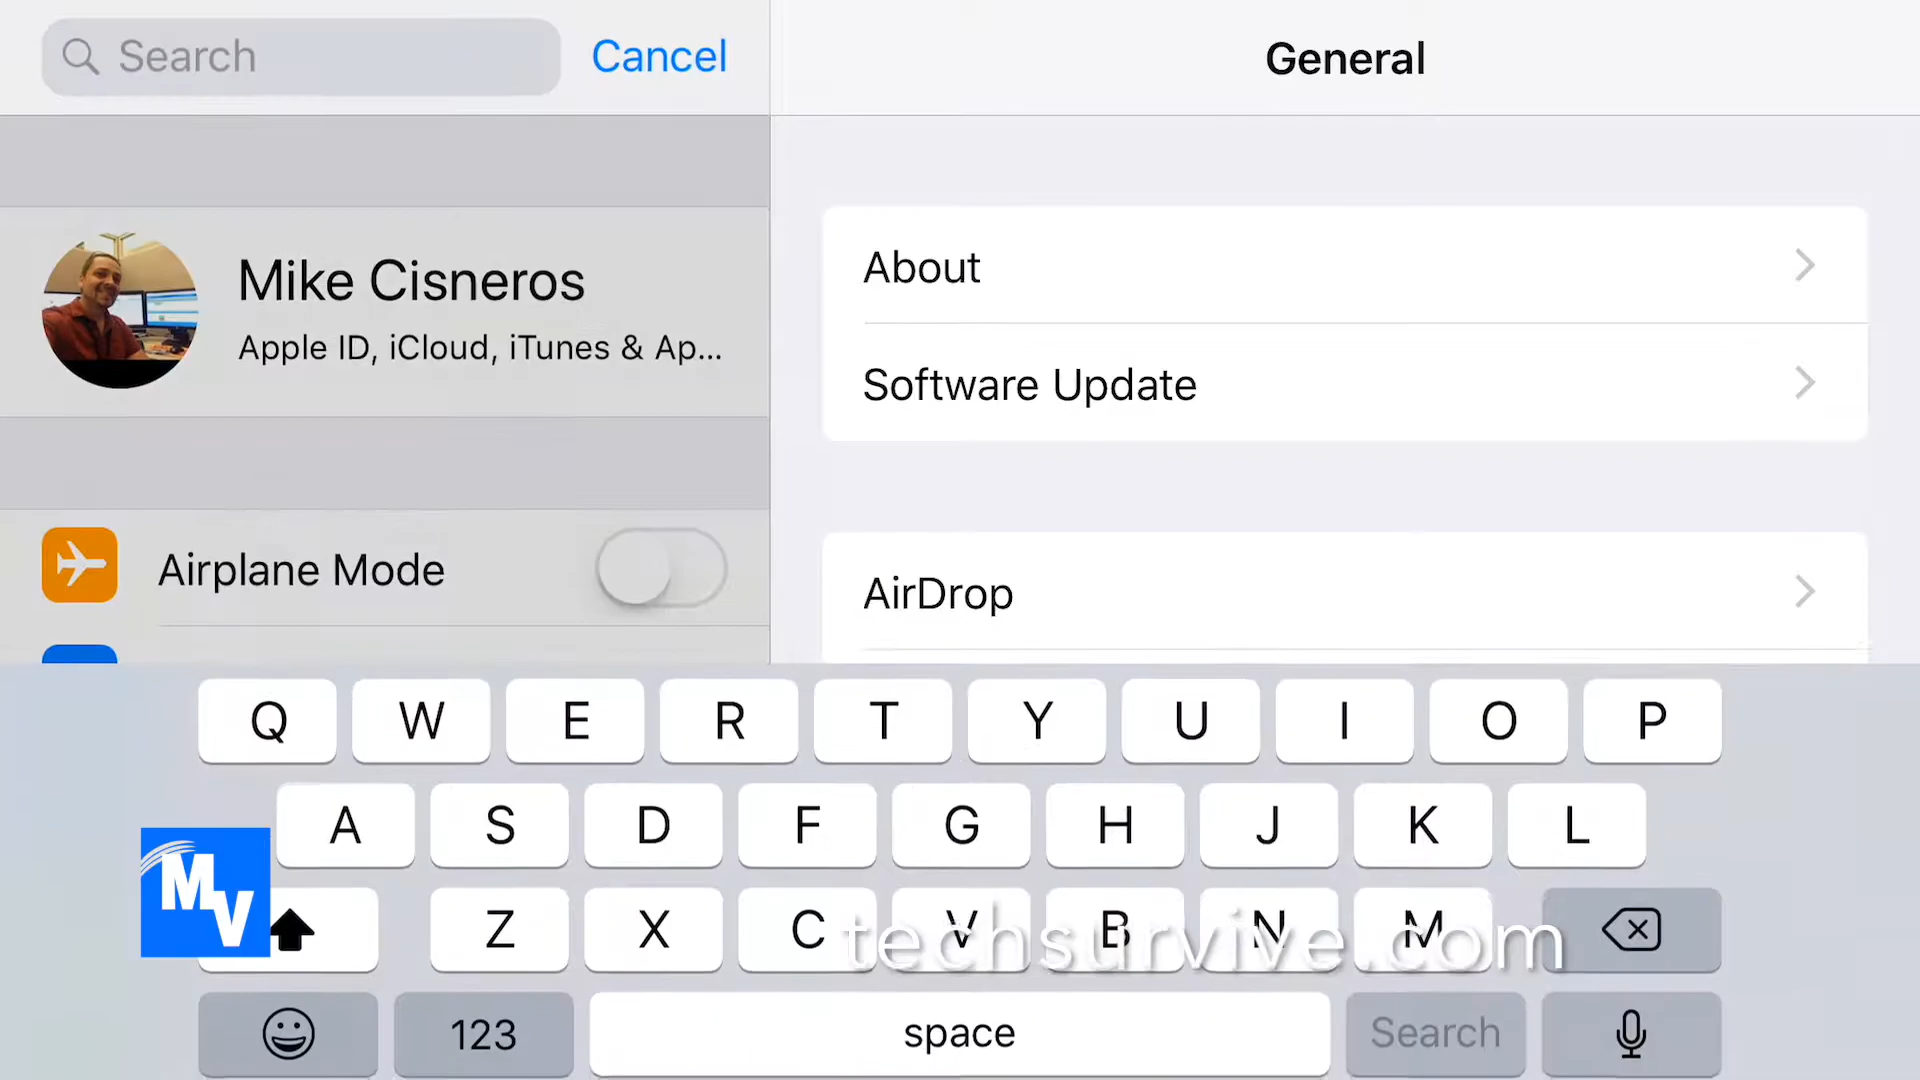 Search
Cancel
General
Mike Cisneros
Apple ID, iCloud, iTunes & Ap...
About
Software Update
Airplane Mode
AirDrop
Q W E R T Y U I O P
A S D F G H J K L
MV
Z X C V B N M
techsurvive.com
123
space
Search